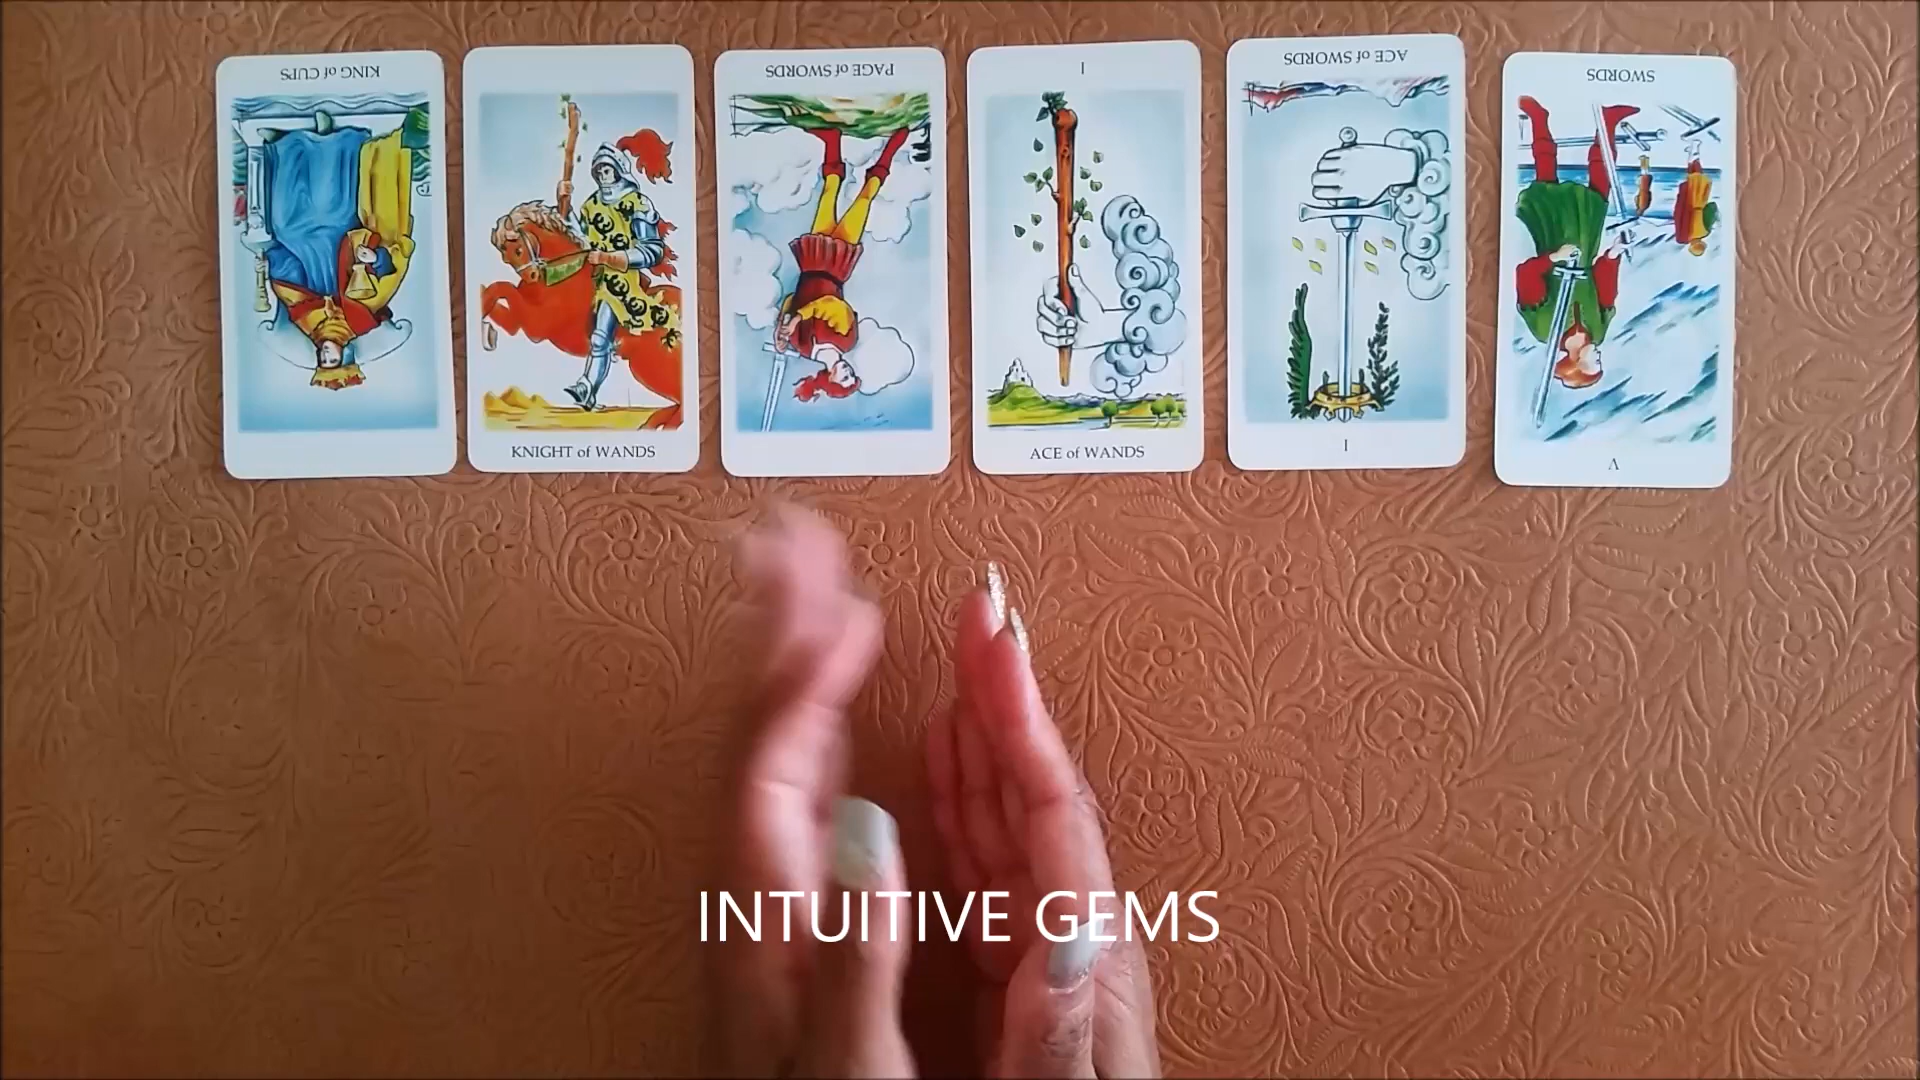 KING of CUPS
KNIGHT of WANDS
PAGE of SWORDS
I
ACE of WANDS
ACE of SWORDS
I
SWORDS
V
INTUITIVE GEMS